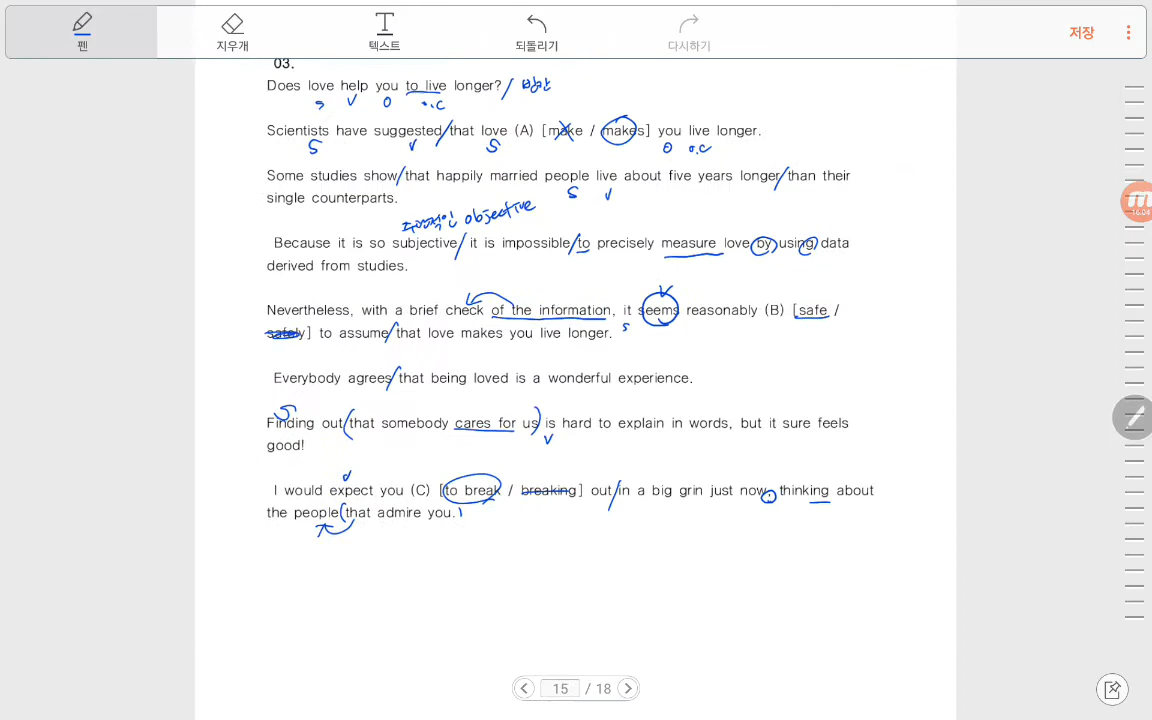 펜
지우개
텍스트
되돌리기
다시하기
저장
03.
Does love help you to live longer? /
s v o o.c
Scientists have suggested / that love (A) [make / makes] you live longer.
S v S o o.c
Some studies show / that happily married people live about five years longer / than their
single counterparts.
S v
objective
Because it is so subjective / it is impossible / to precisely measure love by using data
derived from studies.
v
Nevertheless, with a brief check of the information, it seems reasonably (B) [safe /
s
safely] to assume / that love makes you live longer.
Everybody agrees / that being loved is a wonderful experience.
S
Finding out (that somebody cares for us) is hard to explain in words, but it sure feels
v
good!
I would expect you (C) [to break / breaking] out / in a big grin just now, thinking about
the people (that admire you.
16:04
15 / 18